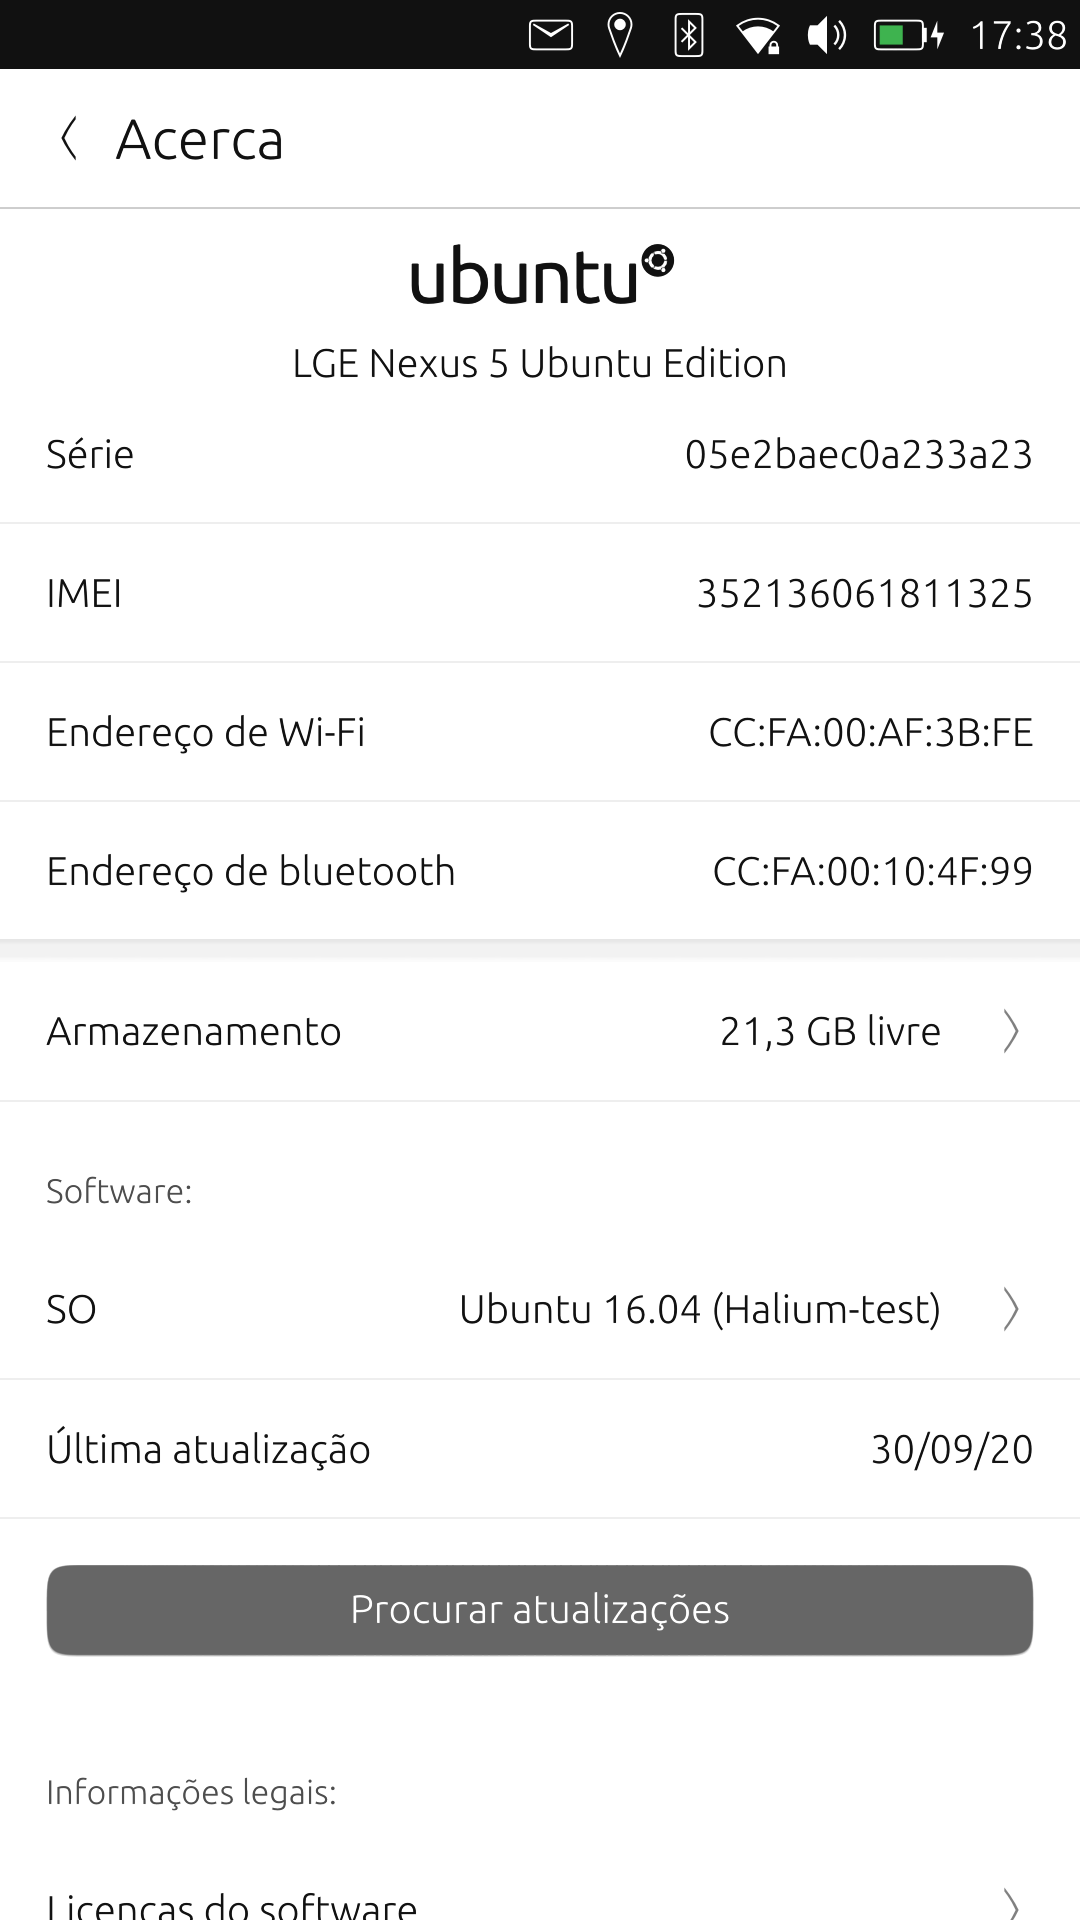 17:38
Acerca
ubuntu
LGE Nexus 5 Ubuntu Edition
Série 05e2baec0a233a23
IMEI 352136061811325
Endereço de Wi-Fi CC:FA:00:AF:3B:FE
Endereço de bluetooth CC:FA:00:10:4F:99
Armazenamento 21,3 GB livre
Software:
SO Ubuntu 16.04 (Halium-test)
Última atualização 30/09/20
Procurar atualizações
Informações legais:
Licenças do software